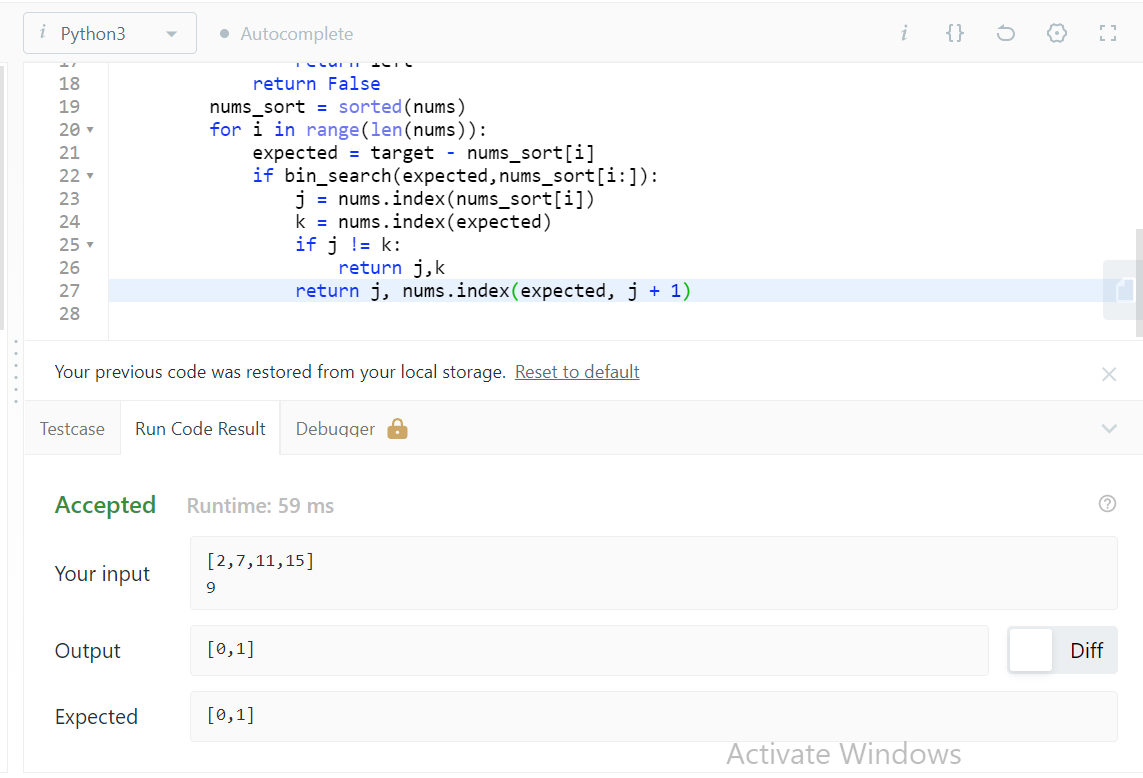 i Python3 Autocomplete i {}
17 return left
18 return False
19 nums_sort = sorted(nums)
20 for i in range(len(nums)):
21 expected = target - nums_sort[i]
22 if bin_search(expected,nums_sort[i:]):
23 j = nums.index(nums_sort[i])
24 k = nums.index(expected)
25 if j != k:
26 return j,k
27 return j, nums.index(expected, j + 1)
28
Your previous code was restored from your local storage. Reset to default
Testcase Run Code Result Debugger
Accepted Runtime: 59 ms
Your input
[2,7,11,15]
9
Output [0,1] Diff
Expected [0,1]
Activate Windows